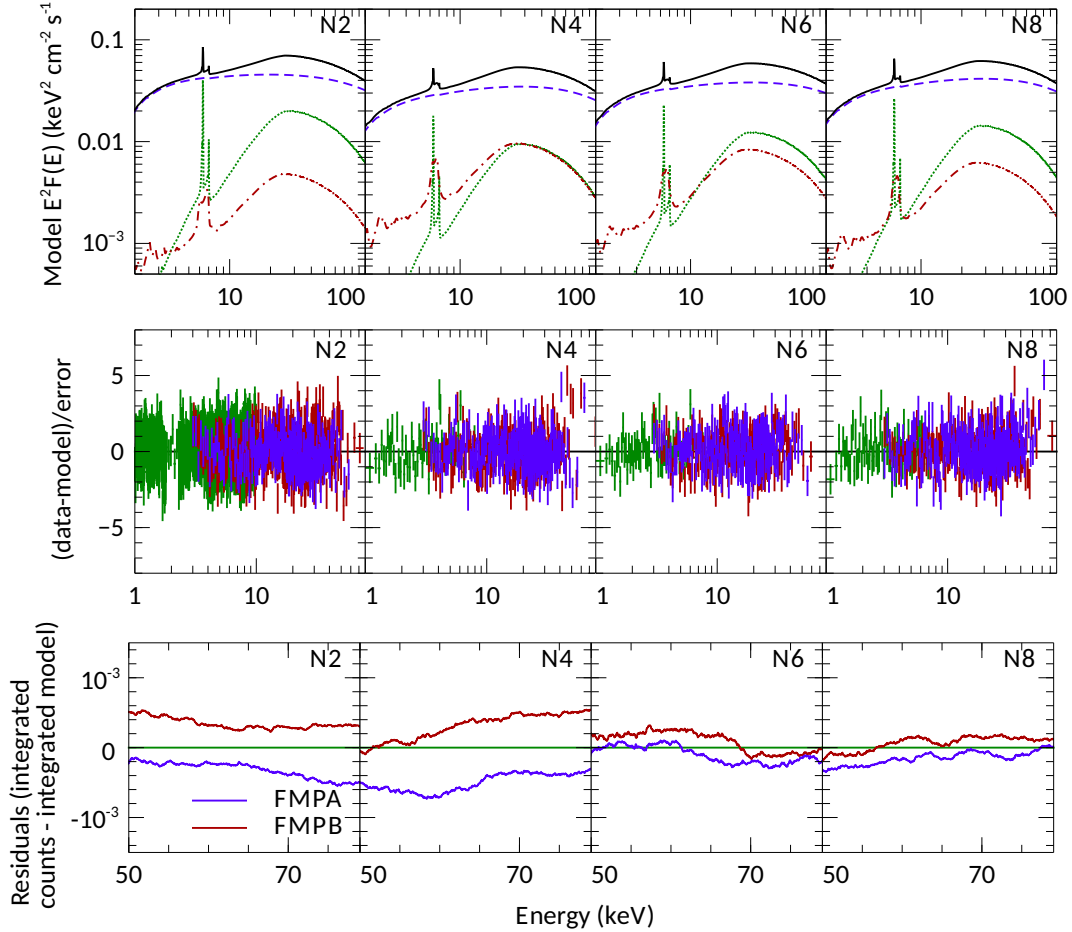 Model E²F(E) (keV² cm⁻² s⁻¹)
0.1
0.01
10⁻³
N2
N4
N6
N8
10
100
10
100
10
100
10
100
(data-model)/error
5
0
−5
N2
N4
N6
N8
1
10
1
10
1
10
1
10
Residuals (integrated
counts - integrated model)
10⁻³
0
-10⁻³
N2
N4
N6
N8
FMPA
FMPB
50
70
50
70
50
70
50
70
Energy (keV)